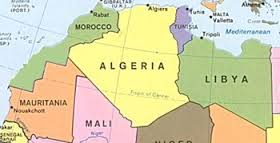 GIBRALTAR
(U.K.)
Algiers
Tunis
MALTA
Valletta
Rabat
MOROCCO
TUNISIA
Tripoli
Mediterranean
ALGERIA
LIBYA
Tropic of Cancer
MAURITANIA
Nouakchott
MALI
Niger
NIGER